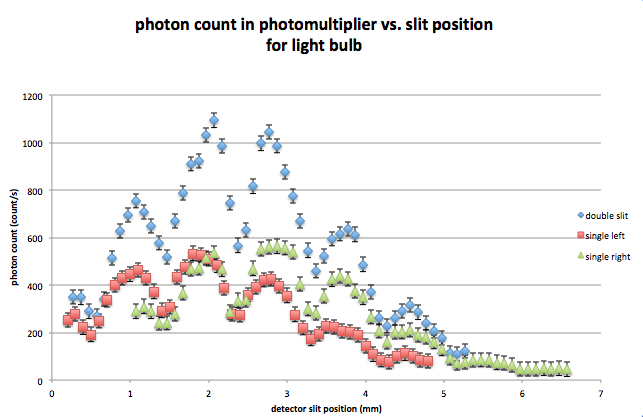 photon count in photomultiplier vs. slit position
for light bulb
1200
1000
800
600
400
200
0
photon count (count/s)
0 1 2 3 4 5 6 7
detector slit position (mm)
double slit
single left
single right